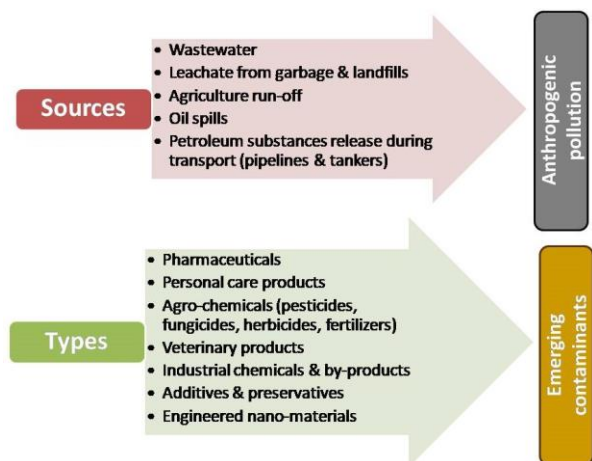 Sources
• Wastewater
• Leachate from garbage & landfills
• Agriculture run-off
• Oil spills
• Petroleum substances release during
transport (pipelines & tankers)
Anthropogenic
pollution
Types
• Pharmaceuticals
• Personal care products
• Agro-chemicals (pesticides,
fungicides, herbicides, fertilizers)
• Veterinary products
• Industrial chemicals & by-products
• Additives & preservatives
• Engineered nano-materials
Emerging
contaminants